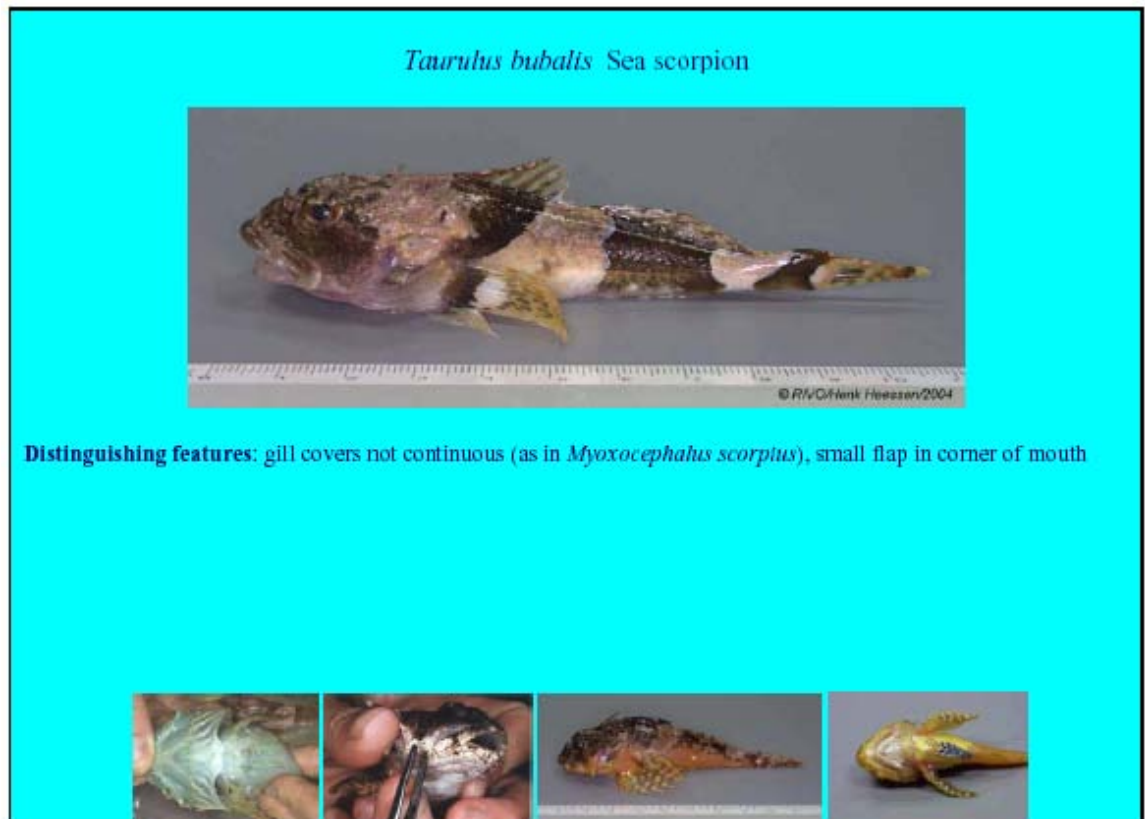 Taurulus bubalis Sea scorpion
© RIVO/Henk Heessen/2004
Distinguishing features: gill covers not continuous (as in Myoxocephalus scorpius), small flap in corner of mouth